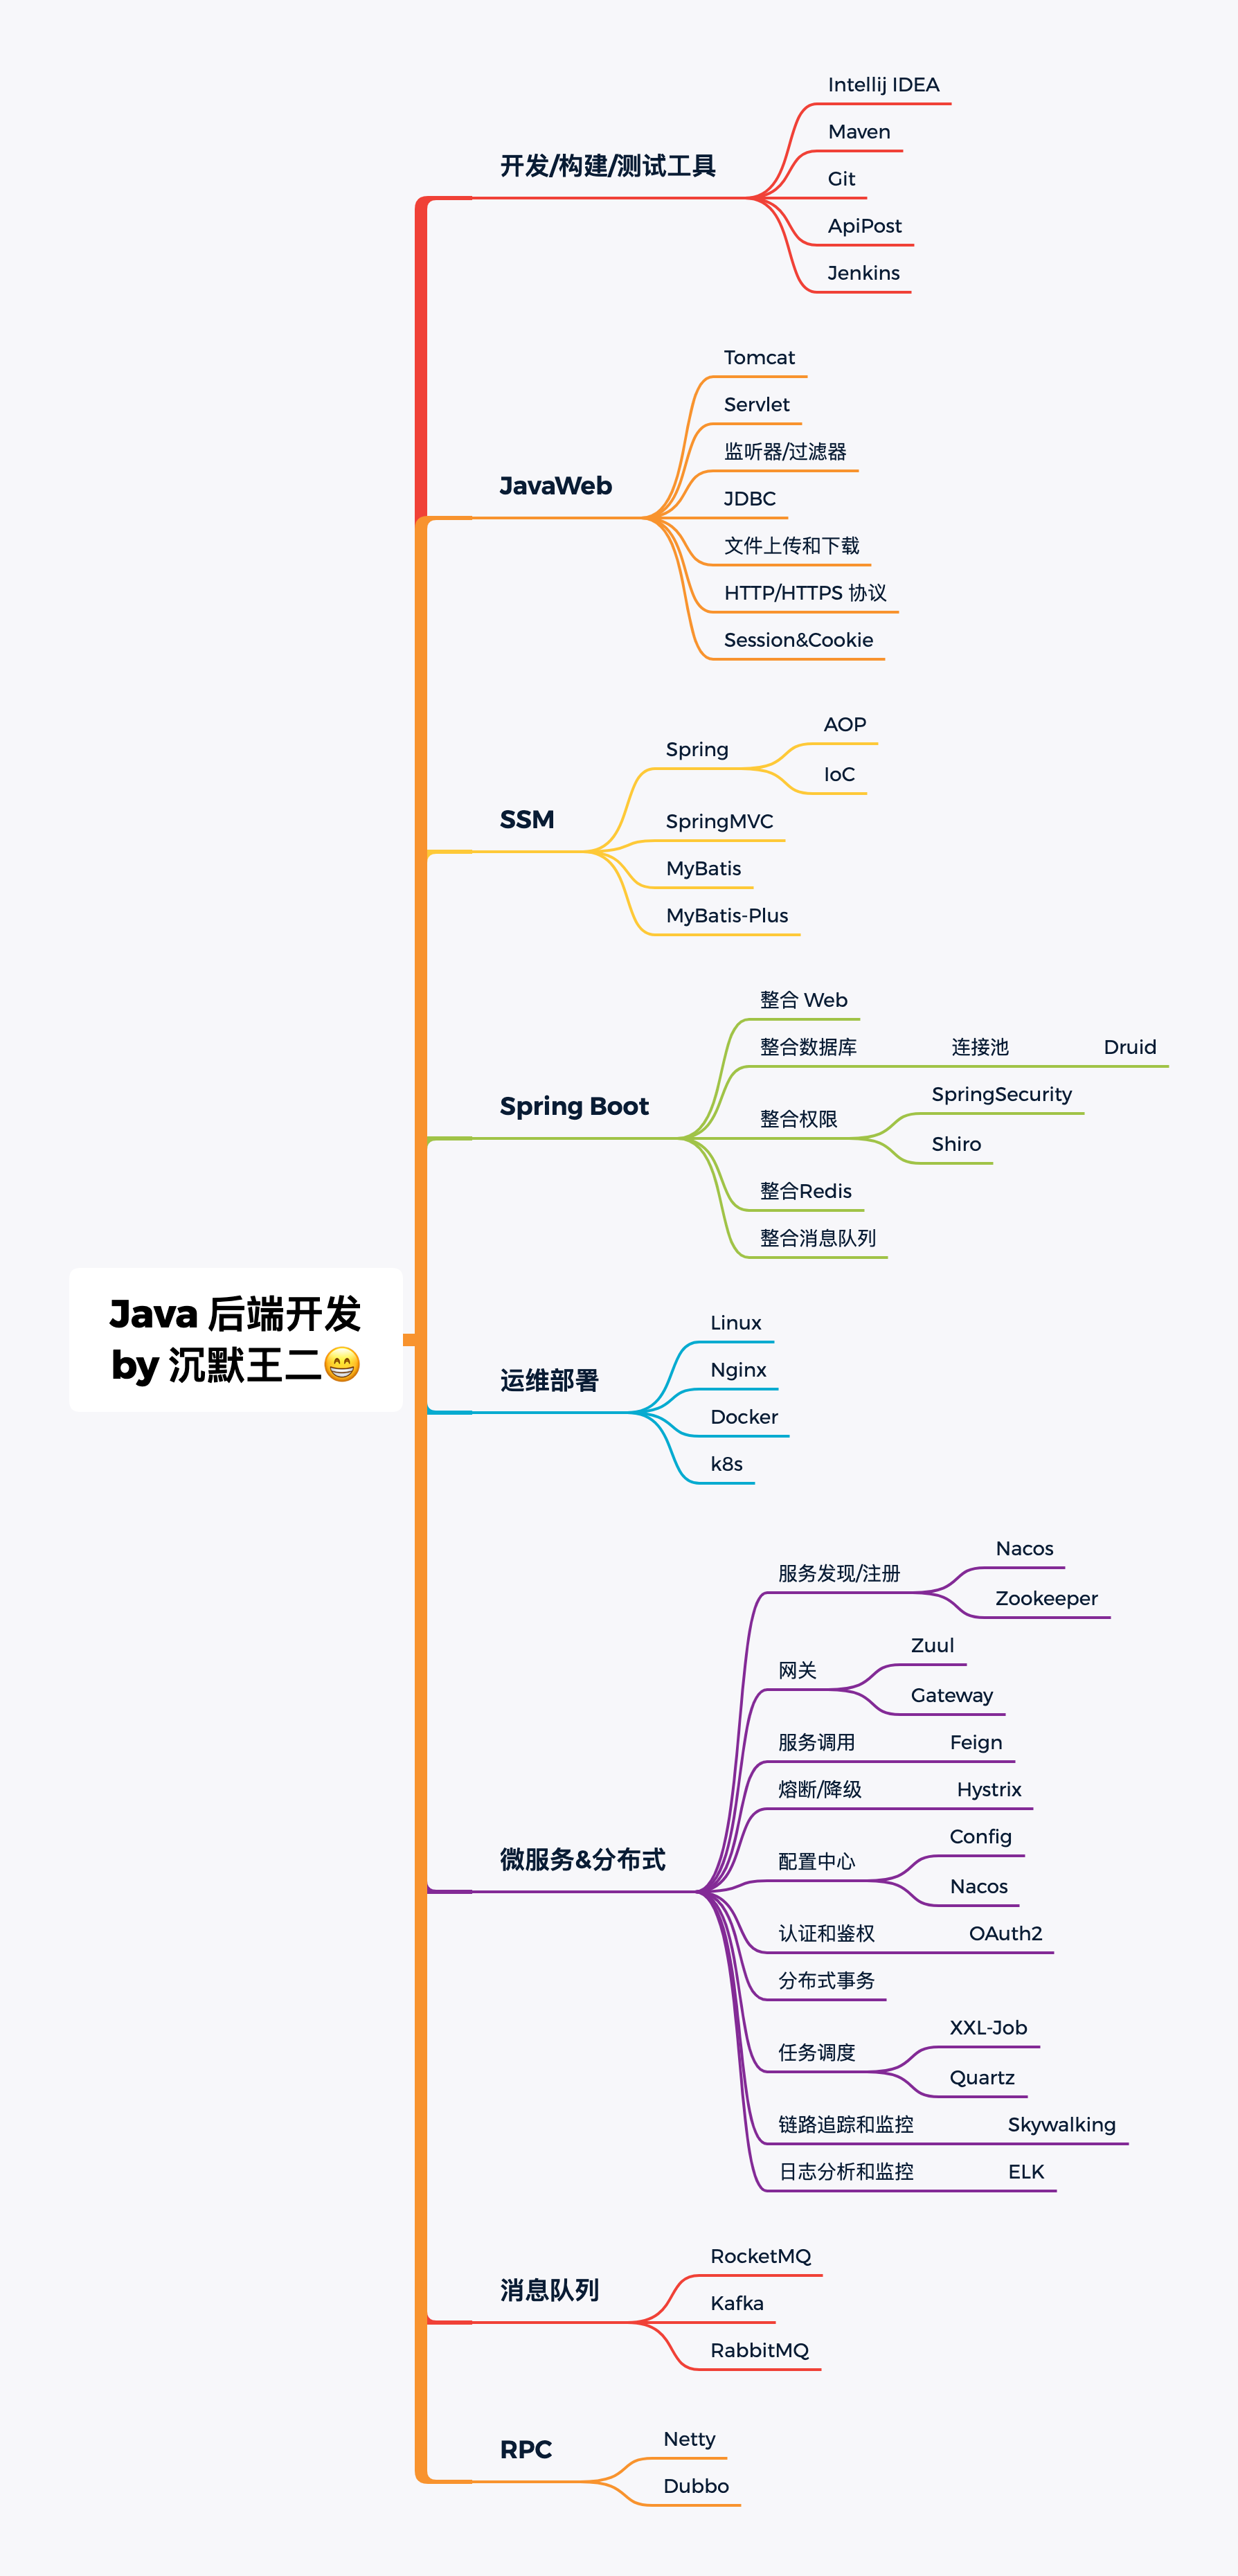 Java 后端开发
by 沉默王二😁
开发/构建/测试工具
Intellij IDEA
Maven
Git
ApiPost
Jenkins
JavaWeb
Tomcat
Servlet
监听器/过滤器
JDBC
文件上传和下载
HTTP/HTTPS 协议
Session&Cookie
SSM
Spring
AOP
IoC
SpringMVC
MyBatis
MyBatis-Plus
Spring Boot
整合 Web
整合数据库 连接池 Druid
整合权限
SpringSecurity
Shiro
整合Redis
整合消息队列
运维部署
Linux
Nginx
Docker
k8s
微服务&分布式
服务发现/注册
Nacos
Zookeeper
网关
Zuul
Gateway
服务调用 Feign
熔断/降级 Hystrix
配置中心
Config
Nacos
认证和鉴权 OAuth2
分布式事务
任务调度
XXL-Job
Quartz
链路追踪和监控 Skywalking
日志分析和监控 ELK
消息队列
RocketMQ
Kafka
RabbitMQ
RPC
Netty
Dubbo